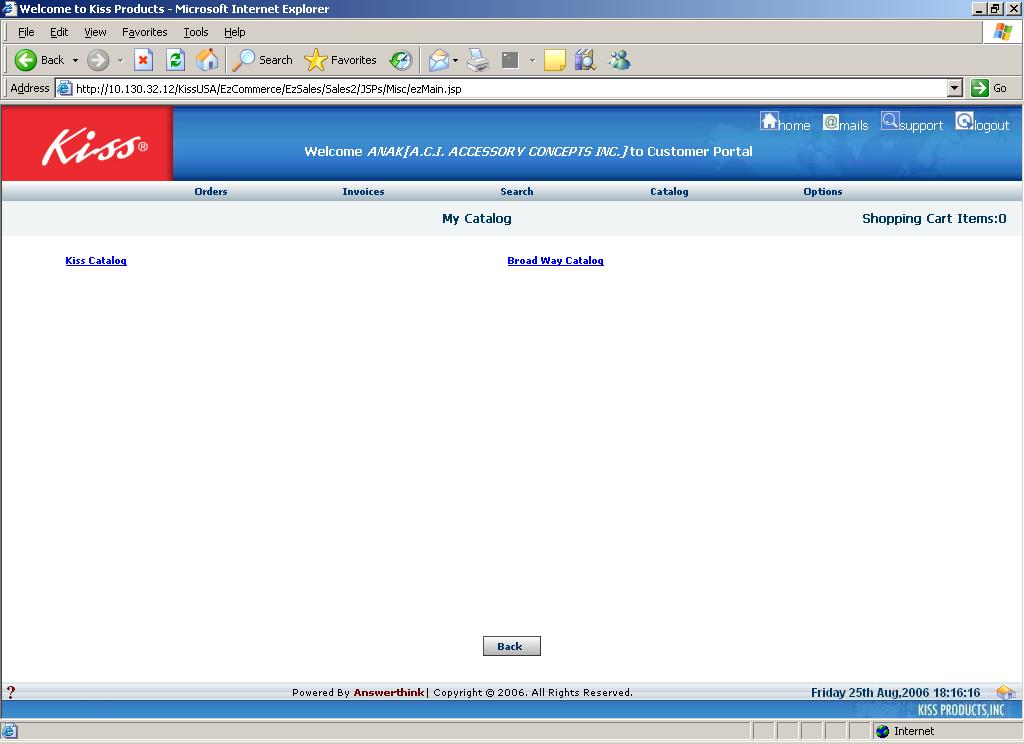 Welcome to Kiss Products - Microsoft Internet Explorer
File Edit View Favorites Tools Help
Back Search Favorites
Address http://10.130.32.12/KissUSA/EzCommerce/EzSales/Sales2/JSPs/Misc/ezMain.jsp Go
Kiss®
home @mails support logout
Welcome ANAK[A.C.I. ACCESSORY CONCEPTS INC.]to Customer Portal
Orders Invoices Search Catalog Options
My Catalog Shopping Cart Items:0
Kiss Catalog Broad Way Catalog
Back
? Powered By Answerthink| Copyright © 2006. All Rights Reserved. Friday 25th Aug,2006 18:16:16
KISS PRODUCTS,INC
Internet